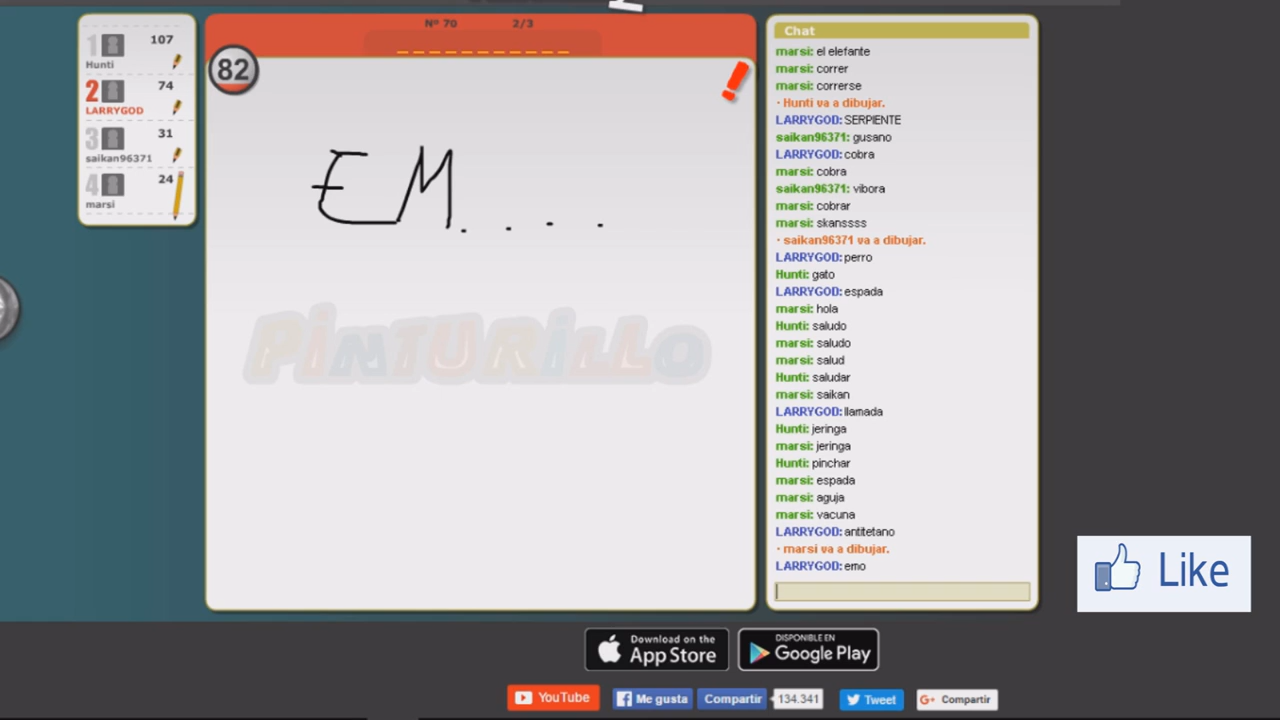 1 107
Hunti
2 74
LARRYGOD
3 31
saikan96371
4 24
marsi
Nº 70 2/3
_ _ _ _ _ _ _ _ _ _ _
82
EM. . . .
PINTURILLO
Chat
marsi: el elefante
marsi: correr
marsi: correrse
· Hunti va a dibujar.
LARRYGOD: SERPIENTE
saikan96371: gusano
LARRYGOD: cobra
marsi: cobra
saikan96371: vibora
marsi: cobrar
marsi: skanssss
· saikan96371 va a dibujar.
LARRYGOD: perro
Hunti: gato
LARRYGOD: espada
marsi: hola
Hunti: saludo
marsi: saludo
marsi: salud
Hunti: saludar
marsi: saikan
LARRYGOD: llamada
Hunti: jeringa
marsi: jeringa
Hunti: pinchar
marsi: espada
marsi: aguja
marsi: vacuna
LARRYGOD: antitetano
· marsi va a dibujar.
LARRYGOD: emo
Like
Download on the
App Store
DISPONIBLE EN
Google Play
YouTube
Me gusta
Compartir
134.341
Tweet
G+ Compartir